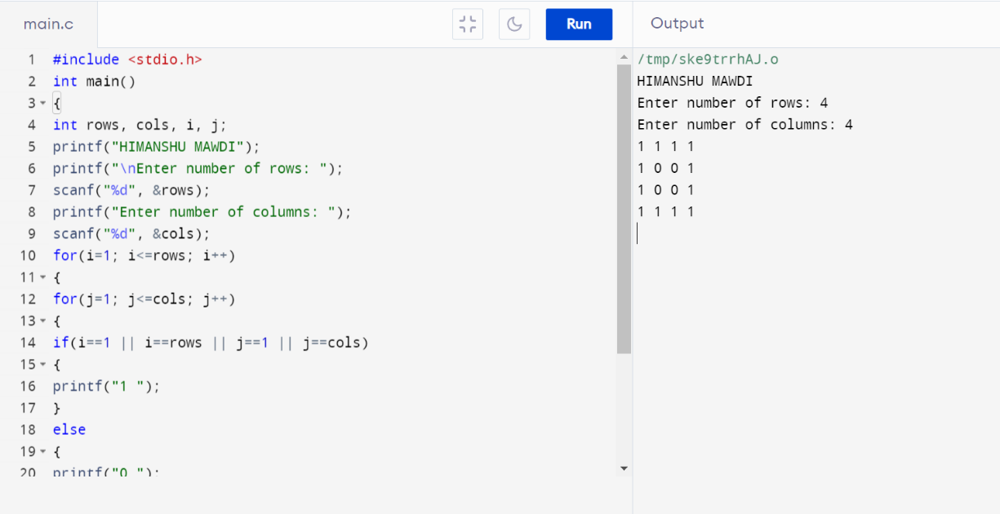 main.c
Run
Output
1 #include <stdio.h>
2 int main()
3 {
4 int rows, cols, i, j;
5 printf("HIMANSHU MAWDI");
6 printf("\nEnter number of rows: ");
7 scanf("%d", &rows);
8 printf("Enter number of columns: ");
9 scanf("%d", &cols);
10 for(i=1; i<=rows; i++)
11 {
12 for(j=1; j<=cols; j++)
13 {
14 if(i==1 || i==rows || j==1 || j==cols)
15 {
16 printf("1 ");
17 }
18 else
19 {
20 printf("0 ");
/tmp/ske9trrhAJ.o
HIMANSHU MAWDI
Enter number of rows: 4
Enter number of columns: 4
1 1 1 1
1 0 0 1
1 0 0 1
1 1 1 1